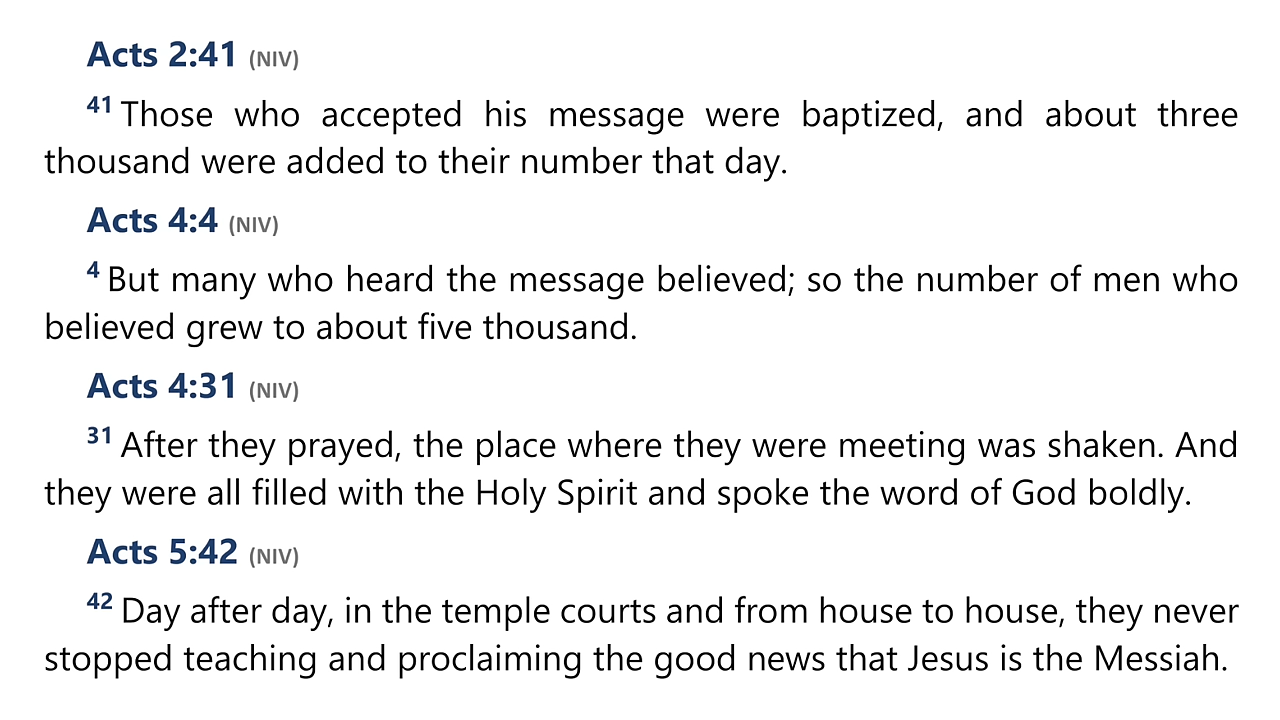 Acts 2:41 (NIV)
41 Those who accepted his message were baptized, and about three
thousand were added to their number that day.
Acts 4:4 (NIV)
4 But many who heard the message believed; so the number of men who
believed grew to about five thousand.
Acts 4:31 (NIV)
31 After they prayed, the place where they were meeting was shaken. And
they were all filled with the Holy Spirit and spoke the word of God boldly.
Acts 5:42 (NIV)
42 Day after day, in the temple courts and from house to house, they never
stopped teaching and proclaiming the good news that Jesus is the Messiah.